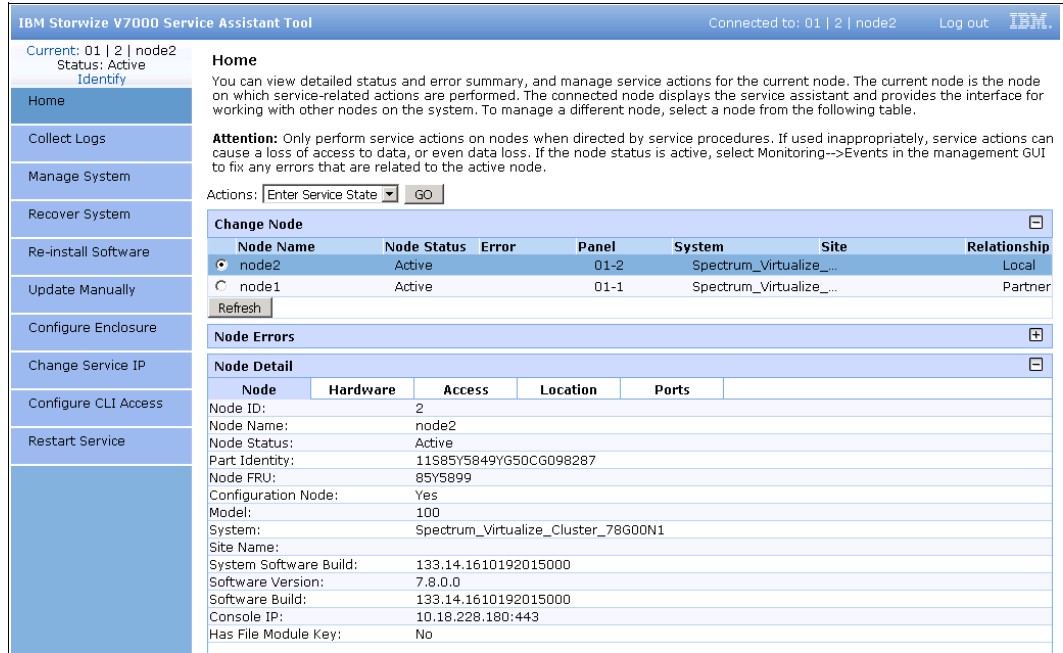 IBM Storwize V7000 Service Assistant Tool
Connected to: 01 | 2 | node2
Log out
IBM.
Current: 01 | 2 | node2
Status: Active
Identify
Home
Collect Logs
Manage System
Recover System
Re-install Software
Update Manually
Configure Enclosure
Change Service IP
Configure CLI Access
Restart Service
Home
You can view detailed status and error summary, and manage service actions for the current node. The current node is the node
on which service-related actions are performed. The connected node displays the service assistant and provides the interface for
working with other nodes on the system. To manage a different node, select a node from the following table.
Attention: Only perform service actions on nodes when directed by service procedures. If used inappropriately, service actions can
cause a loss of access to data, or even data loss. If the node status is active, select Monitoring-->Events in the management GUI
to fix any errors that are related to the active node.
Actions: Enter Service State GO
Change Node
Node Name Node Status Error Panel System Site Relationship
node2 Active 01-2 Spectrum_Virtualize_... Local
node1 Active 01-1 Spectrum_Virtualize_... Partner
Refresh
Node Errors
Node Detail
Node Hardware Access Location Ports
Node ID: 2
Node Name: node2
Node Status: Active
Part Identity: 11S85Y5849YG50CG098287
Node FRU: 85Y5899
Configuration Node: Yes
Model: 100
System: Spectrum_Virtualize_Cluster_78G00N1
Site Name:
System Software Build: 133.14.1610192015000
Software Version: 7.8.0.0
Software Build: 133.14.1610192015000
Console IP: 10.18.228.180:443
Has File Module Key: No